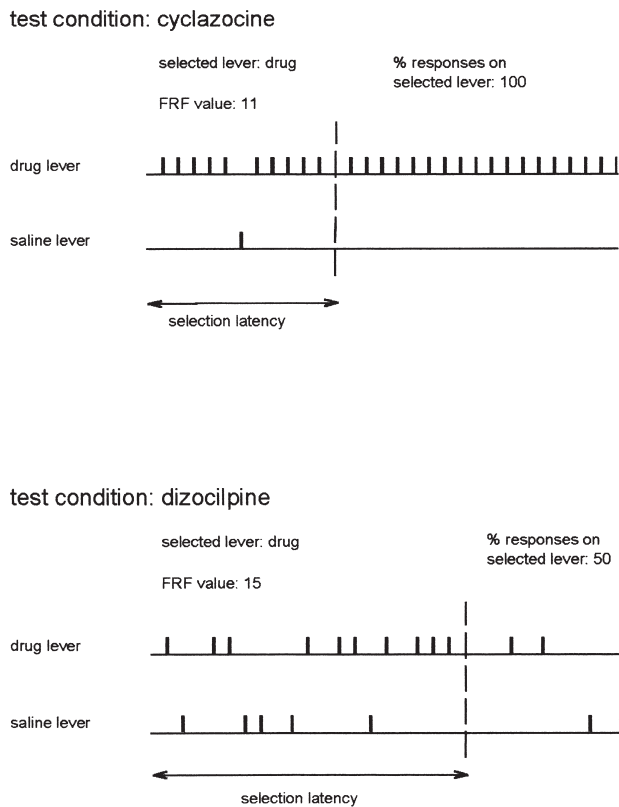 test condition: cyclazocine
selected lever: drug
% responses on
selected lever: 100
FRF value: 11
drug lever
saline lever
selection latency
test condition: dizocilpine
selected lever: drug
% responses on
selected lever: 50
FRF value: 15
drug lever
saline lever
selection latency